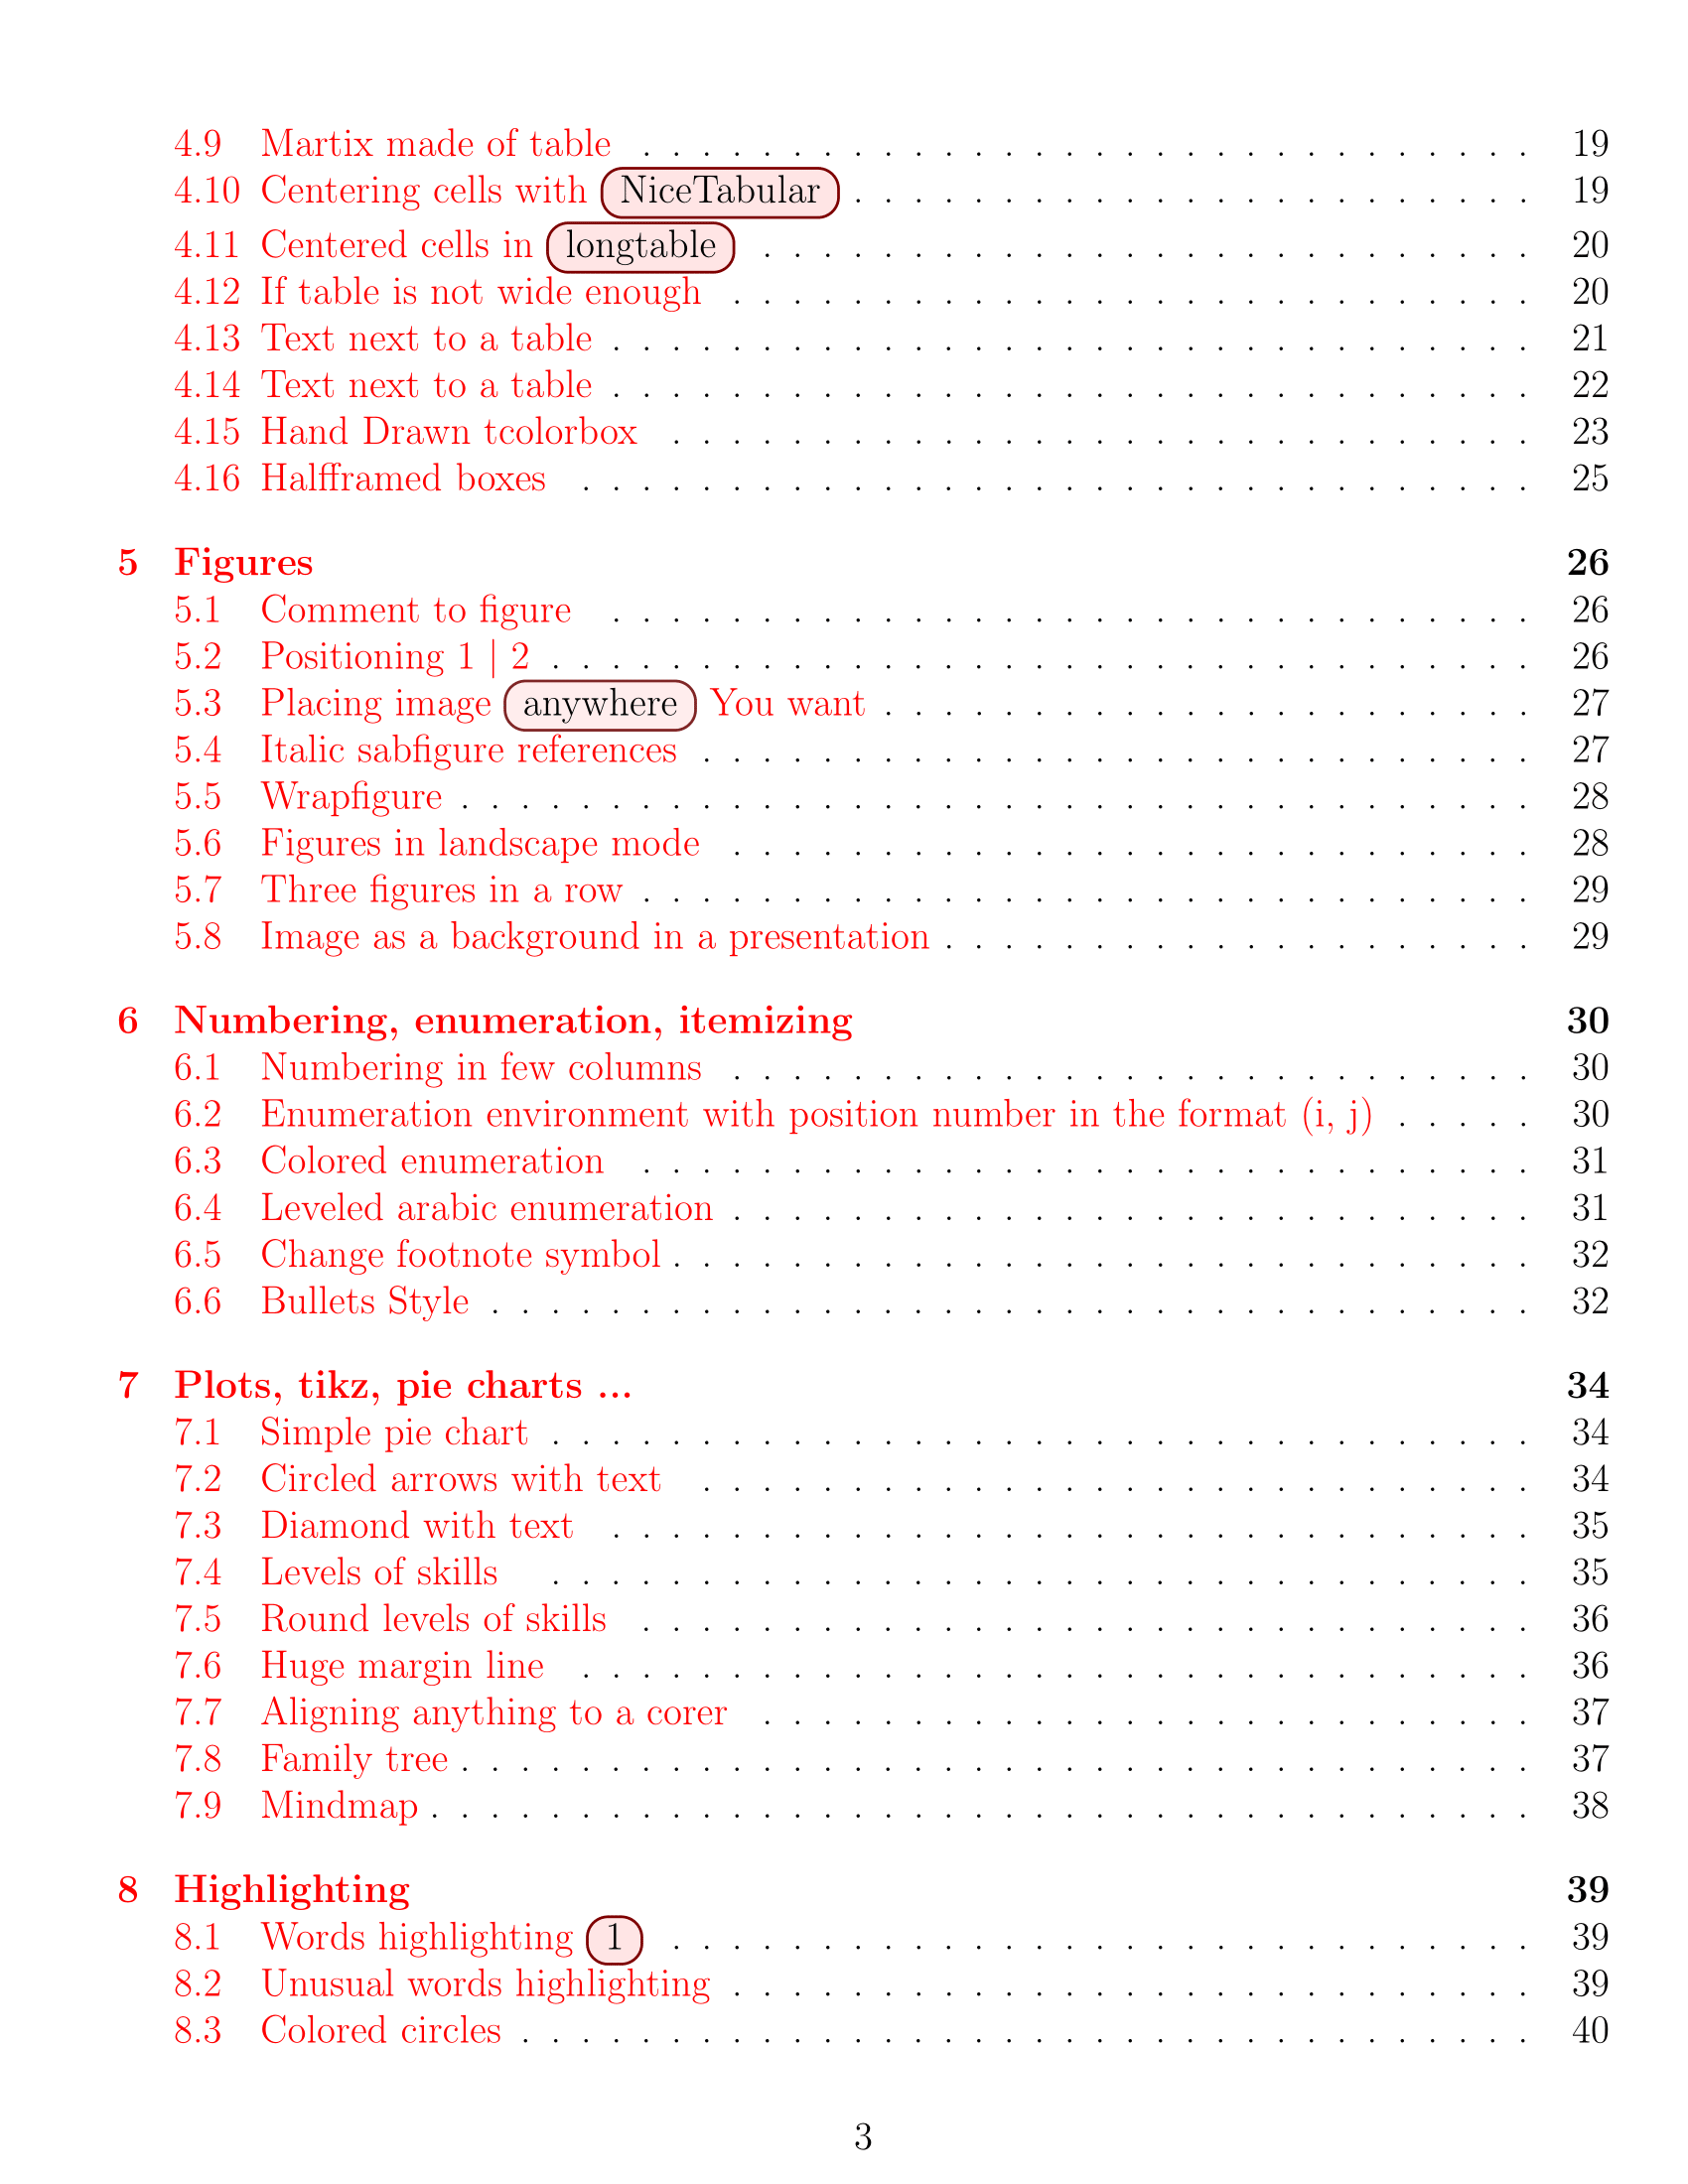 4.9 Martix made of table . . . . . . . . . . . . . . . . . . . . . . . . . . . . . . 19
4.10 Centering cells with NiceTabular . . . . . . . . . . . . . . . . . . . . . . . 19
4.11 Centered cells in longtable . . . . . . . . . . . . . . . . . . . . . . . . . . 20
4.12 If table is not wide enough . . . . . . . . . . . . . . . . . . . . . . . . . . . 20
4.13 Text next to a table . . . . . . . . . . . . . . . . . . . . . . . . . . . . . . . 21
4.14 Text next to a table . . . . . . . . . . . . . . . . . . . . . . . . . . . . . . . 22
4.15 Hand Drawn tcolorbox . . . . . . . . . . . . . . . . . . . . . . . . . . . . . 23
4.16 Halfframed boxes . . . . . . . . . . . . . . . . . . . . . . . . . . . . . . . . 25
5 Figures 26
5.1 Comment to figure . . . . . . . . . . . . . . . . . . . . . . . . . . . . . . . 26
5.2 Positioning 1 | 2 . . . . . . . . . . . . . . . . . . . . . . . . . . . . . . . . . 26
5.3 Placing image anywhere You want . . . . . . . . . . . . . . . . . . . . . . 27
5.4 Italic sabfigure references . . . . . . . . . . . . . . . . . . . . . . . . . . . . 27
5.5 Wrapfigure . . . . . . . . . . . . . . . . . . . . . . . . . . . . . . . . . . . . 28
5.6 Figures in landscape mode . . . . . . . . . . . . . . . . . . . . . . . . . . . 28
5.7 Three figures in a row . . . . . . . . . . . . . . . . . . . . . . . . . . . . . . 29
5.8 Image as a background in a presentation . . . . . . . . . . . . . . . . . . . . 29
6 Numbering, enumeration, itemizing 30
6.1 Numbering in few columns . . . . . . . . . . . . . . . . . . . . . . . . . . . 30
6.2 Enumeration environment with position number in the format (i, j) . . . . . 30
6.3 Colored enumeration . . . . . . . . . . . . . . . . . . . . . . . . . . . . . . 31
6.4 Leveled arabic enumeration . . . . . . . . . . . . . . . . . . . . . . . . . . . 31
6.5 Change footnote symbol . . . . . . . . . . . . . . . . . . . . . . . . . . . . . 32
6.6 Bullets Style . . . . . . . . . . . . . . . . . . . . . . . . . . . . . . . . . . . 32
7 Plots, tikz, pie charts ... 34
7.1 Simple pie chart . . . . . . . . . . . . . . . . . . . . . . . . . . . . . . . . . 34
7.2 Circled arrows with text . . . . . . . . . . . . . . . . . . . . . . . . . . . . 34
7.3 Diamond with text . . . . . . . . . . . . . . . . . . . . . . . . . . . . . . . 35
7.4 Levels of skills . . . . . . . . . . . . . . . . . . . . . . . . . . . . . . . . . 35
7.5 Round levels of skills . . . . . . . . . . . . . . . . . . . . . . . . . . . . . . 36
7.6 Huge margin line . . . . . . . . . . . . . . . . . . . . . . . . . . . . . . . . 36
7.7 Aligning anything to a corer . . . . . . . . . . . . . . . . . . . . . . . . . . 37
7.8 Family tree . . . . . . . . . . . . . . . . . . . . . . . . . . . . . . . . . . . . 37
7.9 Mindmap . . . . . . . . . . . . . . . . . . . . . . . . . . . . . . . . . . . . . 38
8 Highlighting 39
8.1 Words highlighting 1 . . . . . . . . . . . . . . . . . . . . . . . . . . . . . 39
8.2 Unusual words highlighting . . . . . . . . . . . . . . . . . . . . . . . . . . . 39
8.3 Colored circles . . . . . . . . . . . . . . . . . . . . . . . . . . . . . . . . . . 40
3